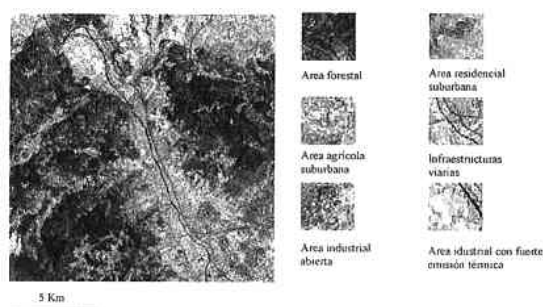 Area forestal
Area residencial
suburbana
Area agrícola
suburbana
Infraestructuras
viarias
Area industrial
abierta
Area idustrial con fuerte
emisión térmica
5 Km